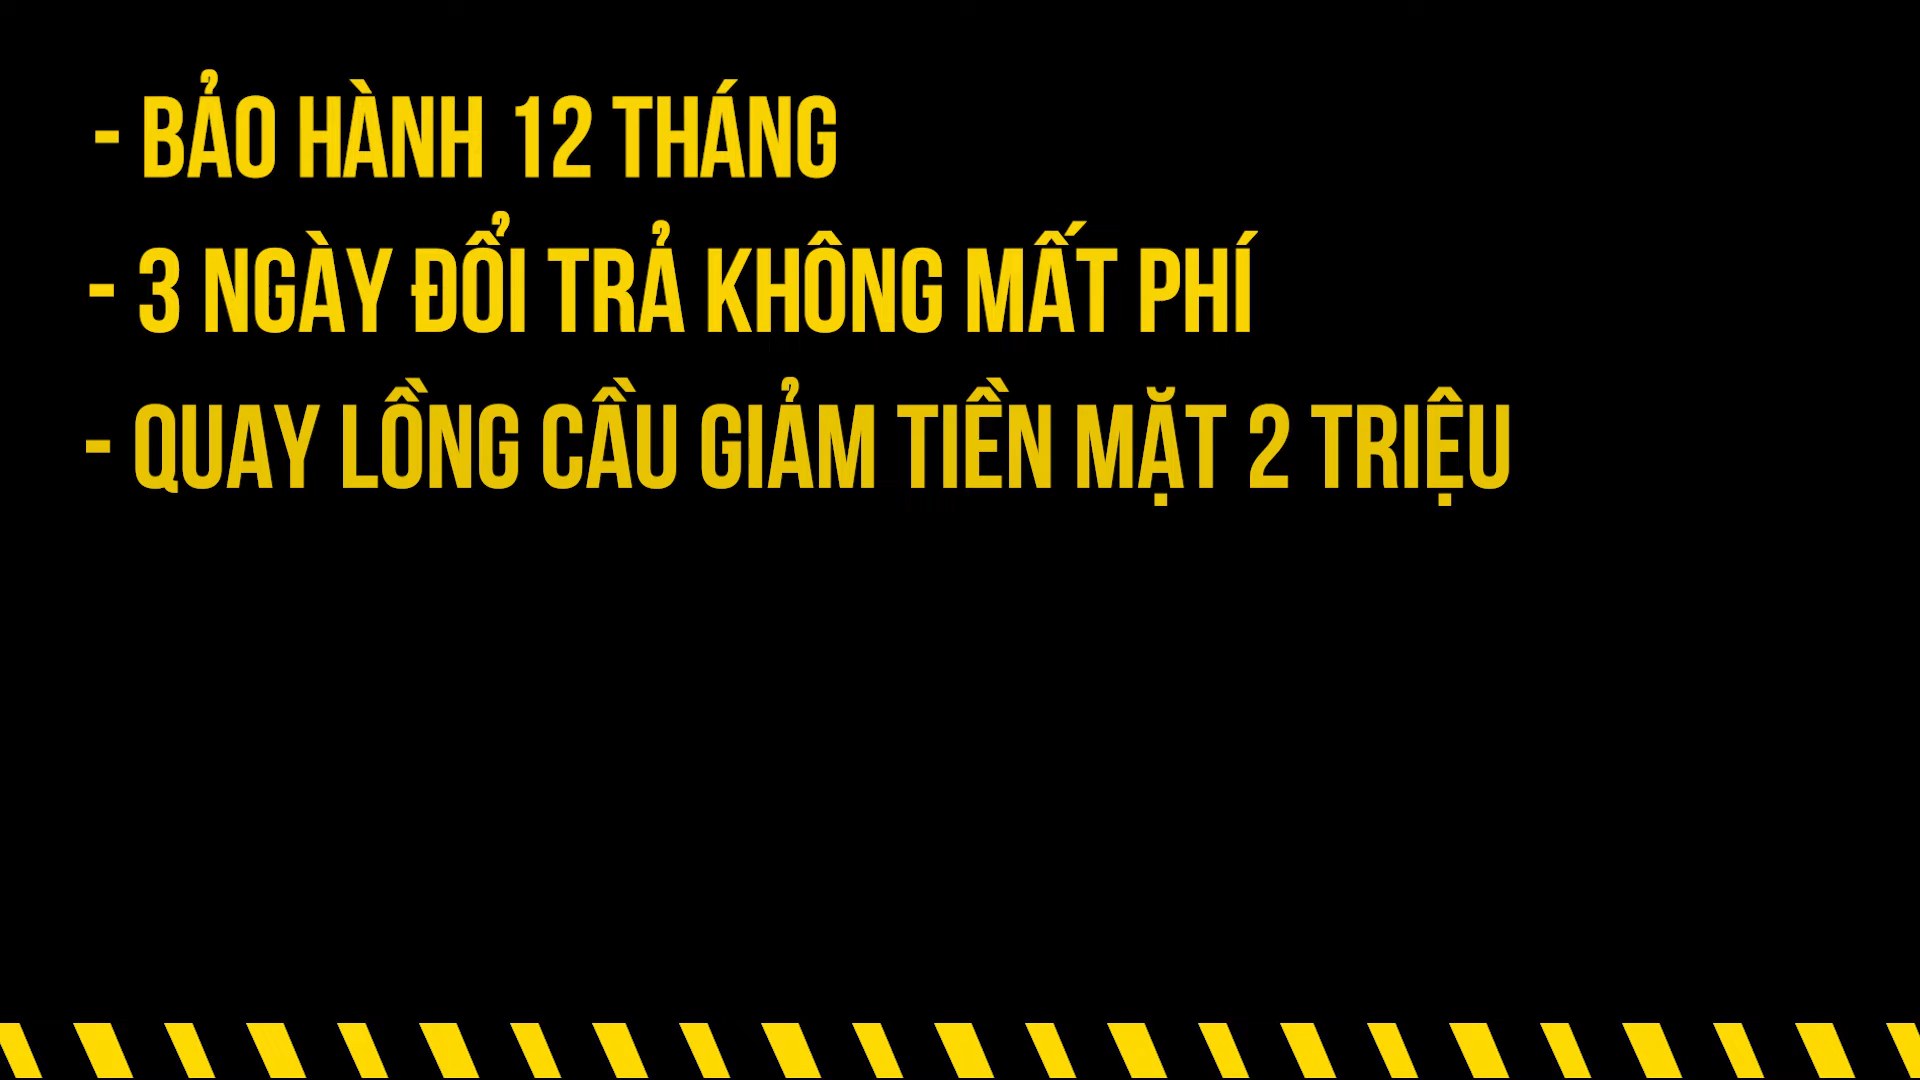 - BẢO HÀNH 12 THÁNG
- 3 NGÀY ĐỔI TRẢ KHÔNG MẤT PHÍ
- QUAY LỒNG CẦU GIẢM TIỀN MẶT 2 TRIỆU